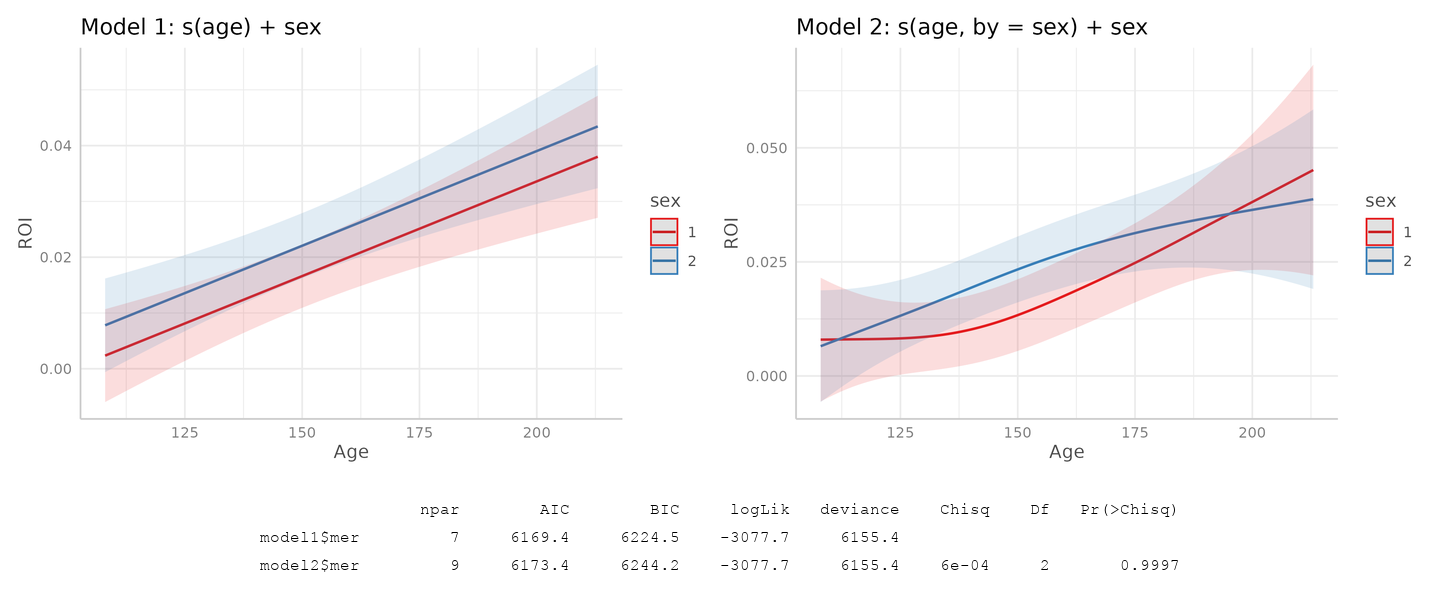 Model 1: s(age) + sex
ROI
0.04
0.02
0.00
125 150 175 200
Age
sex
1
2
Model 2: s(age, by = sex) + sex
ROI
0.050
0.025
0.000
125 150 175 200
Age
sex
1
2
npar AIC BIC logLik deviance Chisq Df Pr(>Chisq)
model1$mer 7 6169.4 6224.5 -3077.7 6155.4
model2$mer 9 6173.4 6244.2 -3077.7 6155.4 6e-04 2 0.9997